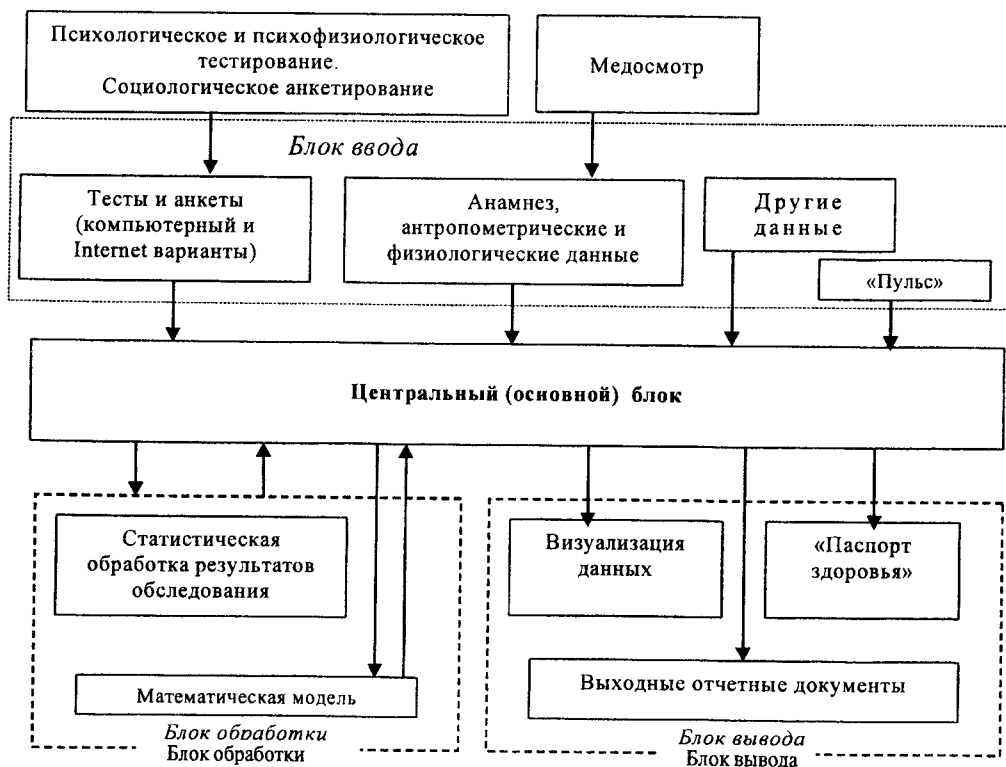 Психологическое и психофизиологическое
тестирование.
Социологическое анкетирование
Медосмотр
Блок ввода
Тесты и анкеты
(компьютерный и
Internet варианты)
Анамнез,
антропометрические и
физиологические данные
Другие
данные
«Пульс»
Центральный (основной) блок
Статистическая
обработка результатов
обследования
Математическая модель
Блок обработки
Блок обработки
Визуализация
данных
«Паспорт
здоровья»
Выходные отчетные документы
Блок вывода
Блок вывода